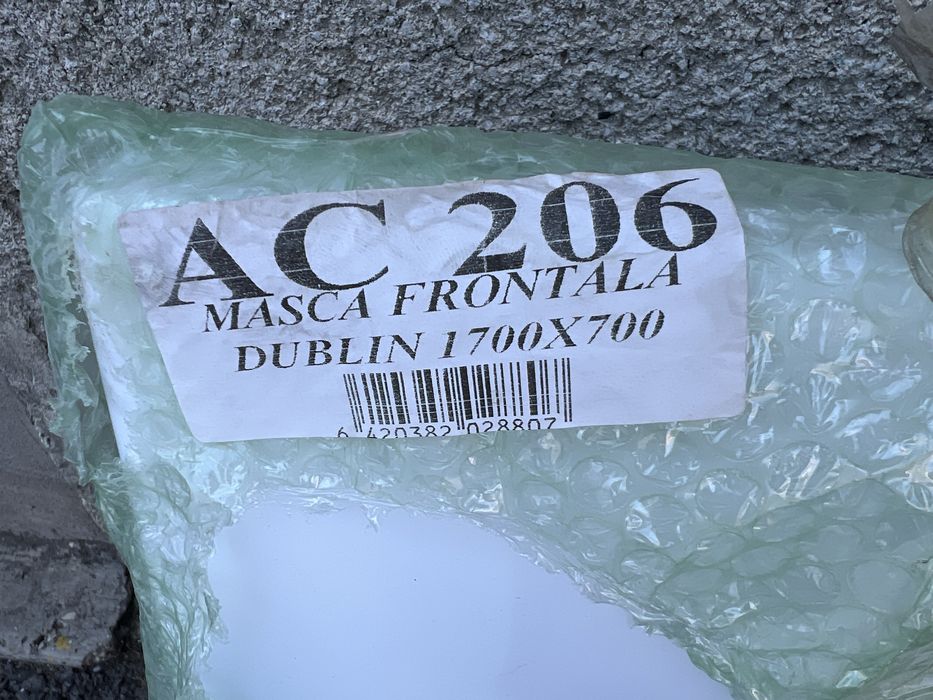 AC 206
MASCA FRONTALA
DUBLIN 1700X700
6 420382 028807